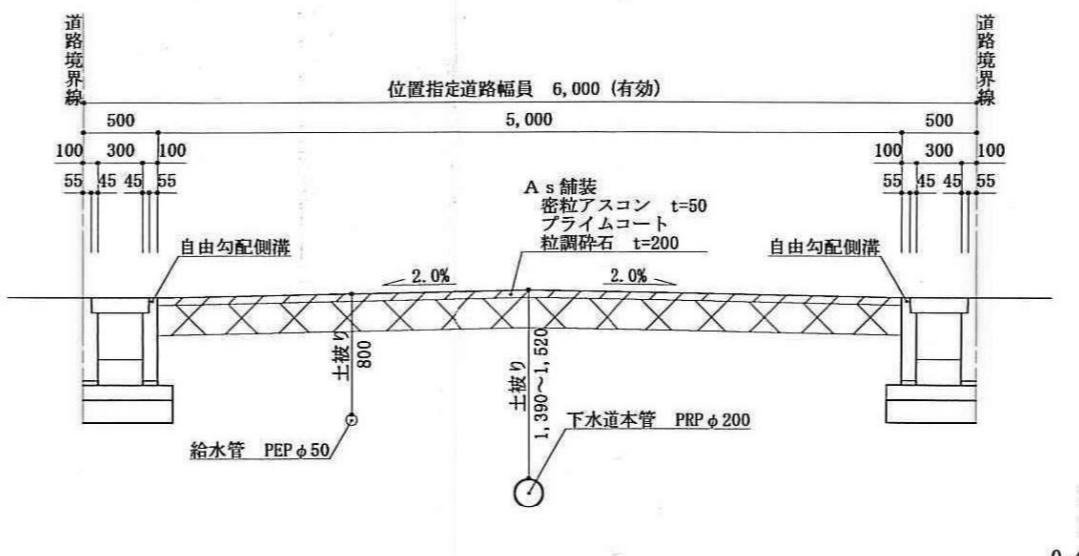 道路境界線
道路境界線
位置指定道路幅員 6,000 (有効)
500
5,000
500
100
300
100
100
300
100
55
45
45
55
55
45
45
55
As舗装
密粒アスコン t=50
プライムコート
粒調砕石 t=200
自由勾配側溝
自由勾配側溝
2.0%
2.0%
土被り
800
土被り
1,390~1,520
給水管 PEPφ50
下水道本管 PRPφ200